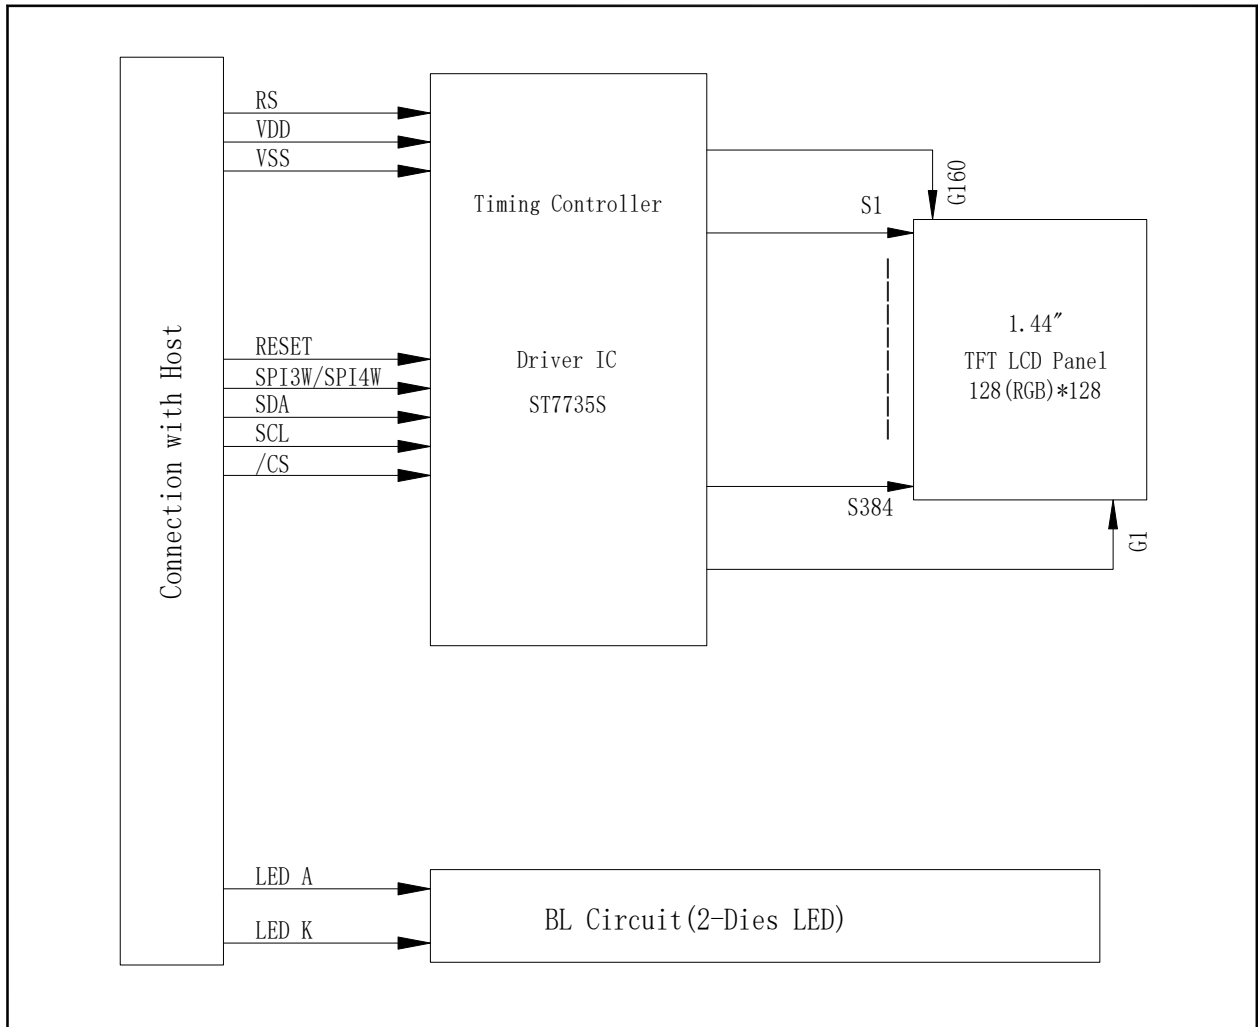 Connection with Host
RS
VDD
VSS
RESET
SPI3W/SPI4W
SDA
SCL
/CS
LED A
LED K
Timing Controller
Driver IC
ST7735S
G160
S1
S384
G1
1.44″
TFT LCD Panel
128(RGB)*128
BL Circuit(2-Dies LED)